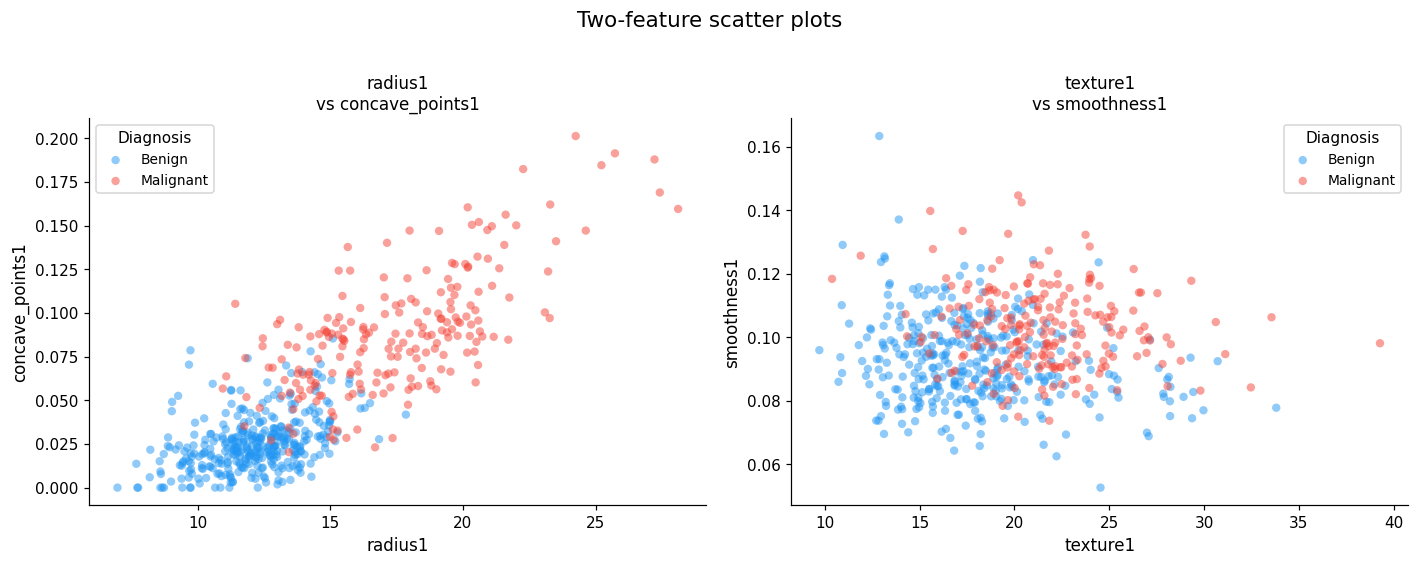 Two-feature scatter plots
radius1
vs concave_points1
Diagnosis
Benign
Malignant
0.200
0.175
0.150
0.125
0.100
0.075
0.050
0.025
0.000
concave_points1
10
15
20
25
radius1
texture1
vs smoothness1
Diagnosis
Benign
Malignant
0.16
0.14
0.12
0.10
0.08
0.06
smoothness1
10
15
20
25
30
35
40
texture1